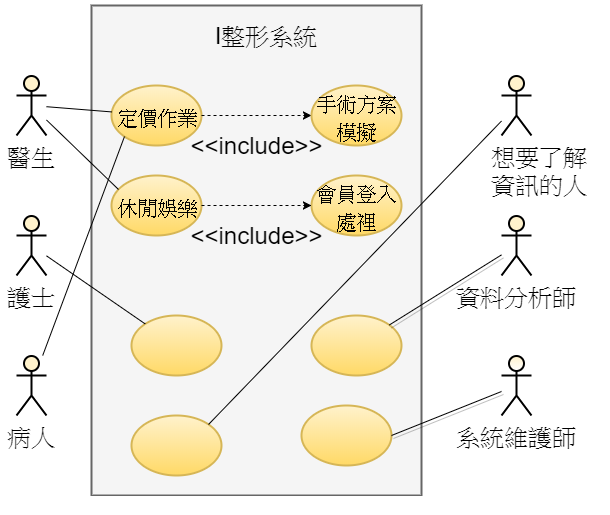 I整形系統
醫生
定價作業
<<include>>
手術方案
模擬
想要了解
資訊的人
休閒娛樂
<<include>>
會員登入
處裡
護士
資料分析師
病人
系統維護師